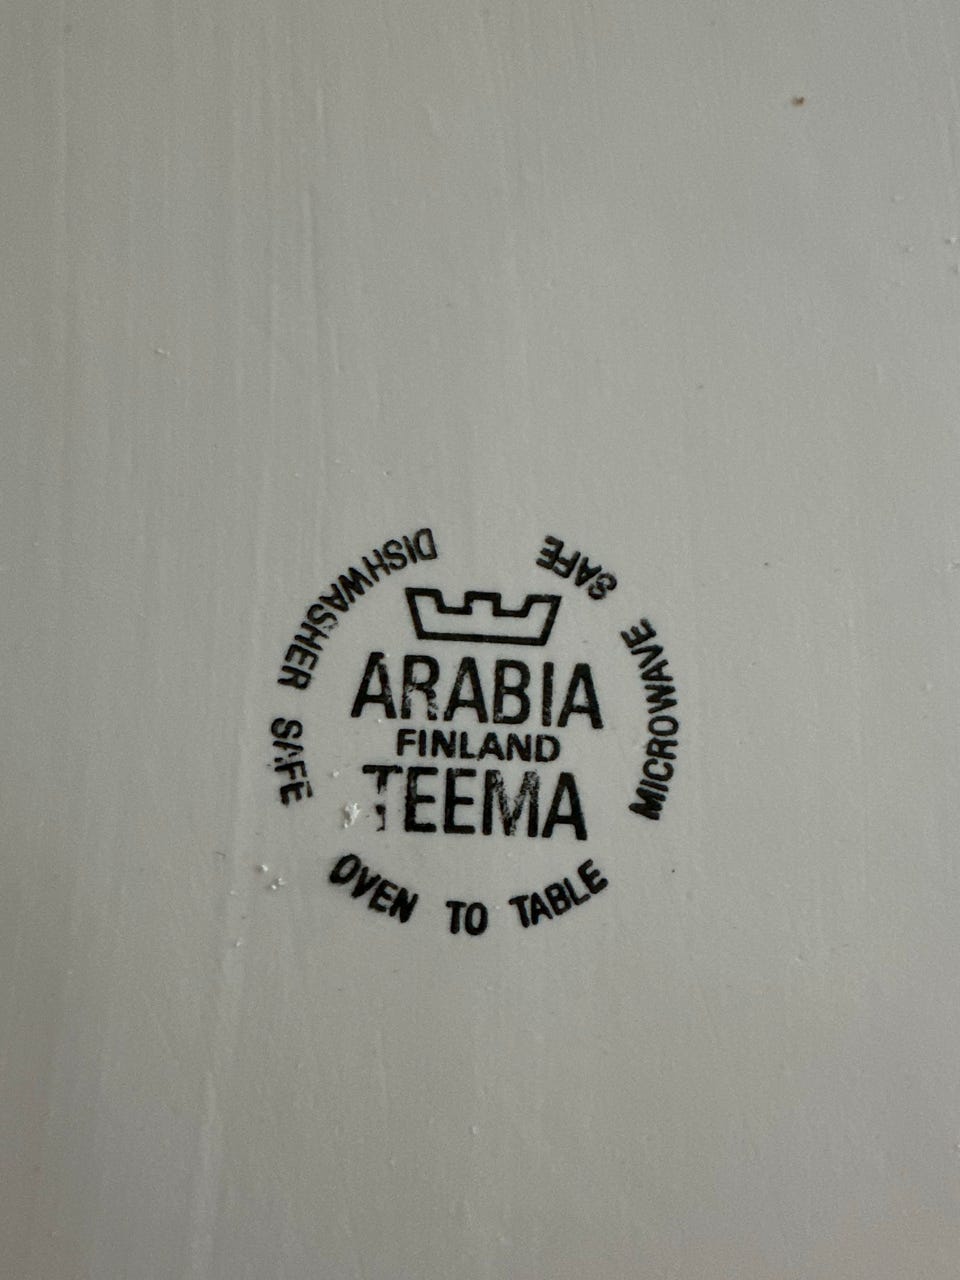 ARABIA
FINLAND
TEEMA
DISHWASHER SAFE
OVEN TO TABLE
MICROWAVE SAFE